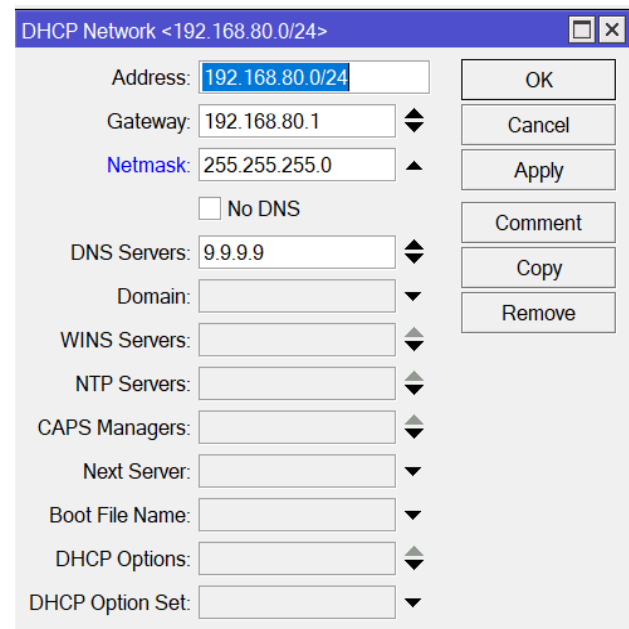 DHCP Network <192.168.80.0/24>
Address: 192.168.80.0/24
OK
Gateway: 192.168.80.1
Cancel
Netmask: 255.255.255.0
Apply
No DNS
Comment
DNS Servers: 9.9.9.9
Copy
Domain:
Remove
WINS Servers:
NTP Servers:
CAPS Managers:
Next Server:
Boot File Name:
DHCP Options:
DHCP Option Set: